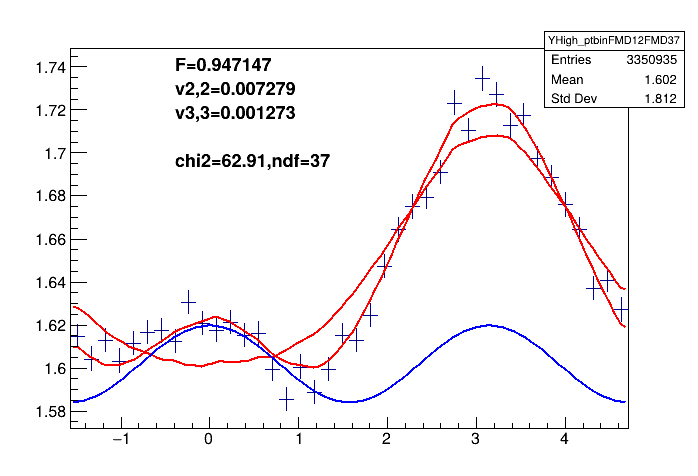 YHigh_ptbinFMD12FMD37
Entries 3350935
Mean 1.602
Std Dev 1.812
F=0.947147
v2,2=0.007279
v3,3=0.001273
chi2=62.91,ndf=37
1.74
1.72
1.7
1.68
1.66
1.64
1.62
1.6
1.58
−1 0 1 2 3 4